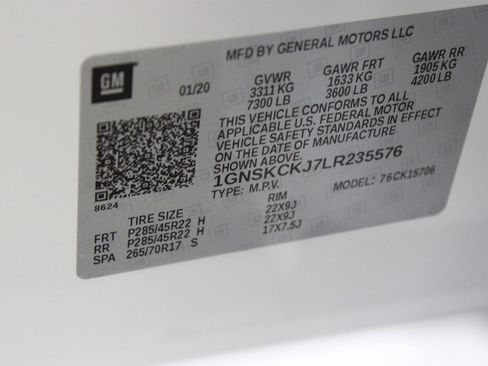 MFD BY GENERAL MOTORS LLC
GM
01/20
GVWR GAWR FRT GAWR RR
3311 KG 1633 KG 1905 KG
7300 LB 3600 LB 4200 LB
THIS VEHICLE CONFORMS TO ALL
APPLICABLE U.S. FEDERAL MOTOR
VEHICLE SAFETY STANDARDS IN EFFECT
ON THE DATE OF MANUFACTURE
SHOWN ABOVE.
1GNSKCKJ7LR235576
TYPE: M.P.V. MODEL: 76CK15706
8624
TIRE SIZE RIM
FRT P285/45R22 H 22X9J
RR P285/45R22 H 22X9J
SPA 265/70R17 S 17X7.5J